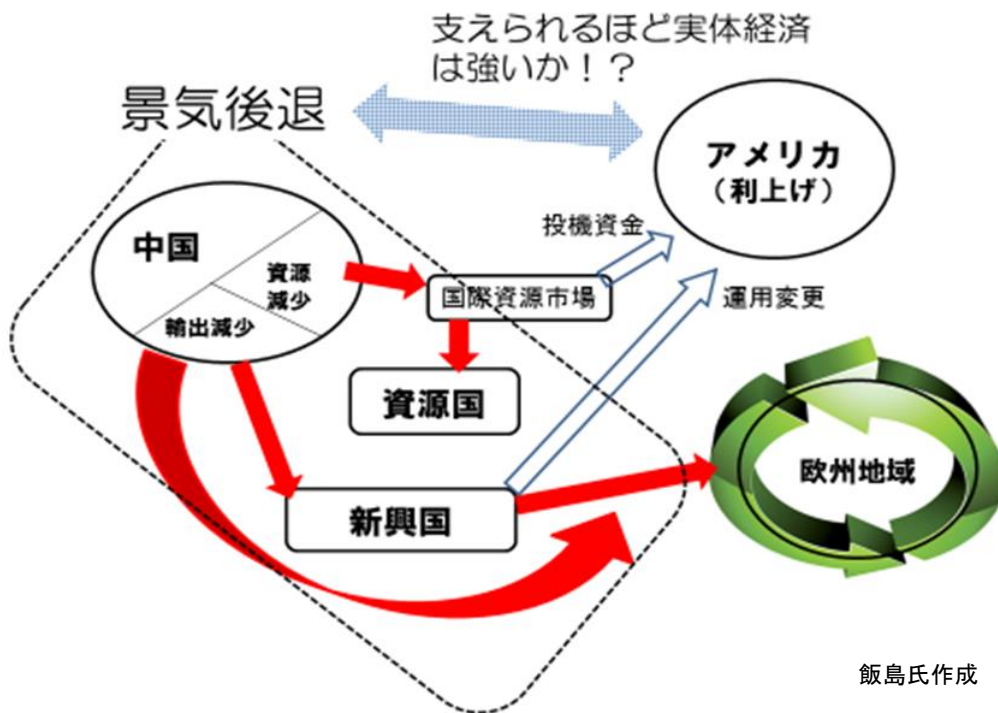 支えられるほど実体経済
は強いか！？
景気後退
アメリカ
（利上げ）
中国
資源
減少
輸出減少
投機資金
国際資源市場
運用変更
資源国
欧州地域
新興国
飯島氏作成